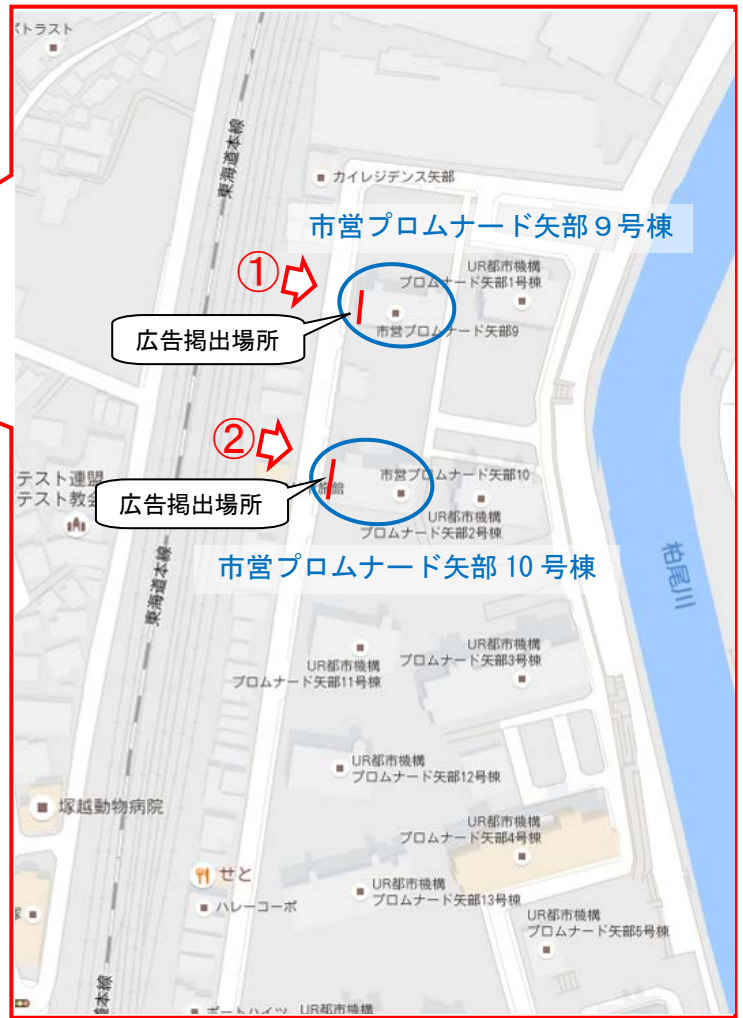 ポトラスト
東海道本線
カイレジデンス矢部
市営プロムナード矢部９号棟
①
UR都市機構
プロムナード矢部1号棟
広告掲出場所
市営プロムナード矢部9
②
テスト連盟
テスト教会
旅館
市営プロムナード矢部10
広告掲出場所
UR都市機構
プロムナード矢部2号棟
柏尾川
市営プロムナード矢部 10 号棟
東海道本線
UR都市機構
プロムナード矢部3号棟
UR都市機構
プロムナード矢部11号棟
UR都市機構
プロムナード矢部12号棟
塚越動物病院
UR都市機構
プロムナード矢部4号棟
せと
UR都市機構
プロムナード矢部13号棟
ハレーコーポ
UR都市機構
プロムナード矢部5号棟
本線
ポートハイツ
UR都市機構